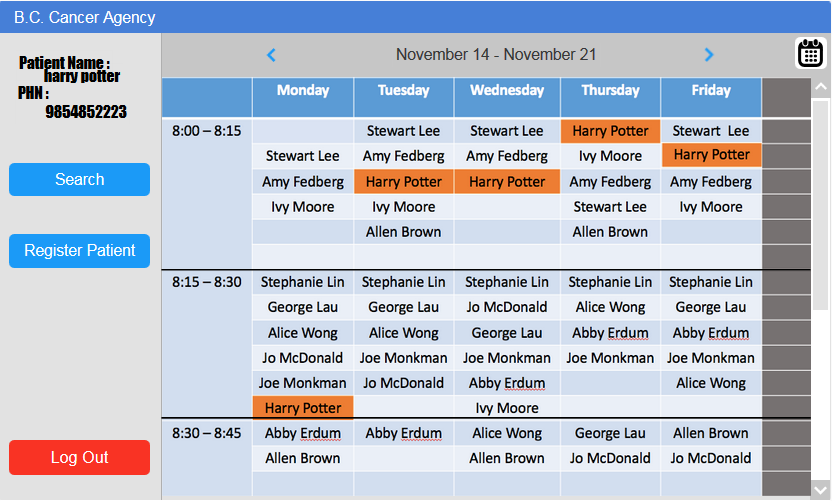 B.C. Cancer Agency
Patient Name :
harry potter
PHN :
9854852223
Search
Register Patient
Log Out
November 14 - November 21
Monday Tuesday Wednesday Thursday Friday
8:00 – 8:15 Stewart Lee Stewart Lee Harry Potter Stewart Lee
Stewart Lee Amy Fedberg Amy Fedberg Ivy Moore Harry Potter
Amy Fedberg Harry Potter Harry Potter Amy Fedberg Amy Fedberg
Ivy Moore Ivy Moore Stewart Lee Ivy Moore
Allen Brown Allen Brown
8:15 – 8:30 Stephanie Lin Stephanie Lin Stephanie Lin Stephanie Lin Stephanie Lin
George Lau George Lau Jo McDonald Alice Wong George Lau
Alice Wong Alice Wong George Lau Abby Erdum Abby Erdum
Jo McDonald Joe Monkman Joe Monkman Joe Monkman Joe Monkman
Joe Monkman Jo McDonald Abby Erdum Alice Wong
Harry Potter Ivy Moore
8:30 – 8:45 Abby Erdum Abby Erdum Alice Wong George Lau Allen Brown
Allen Brown Allen Brown Jo McDonald Jo McDonald